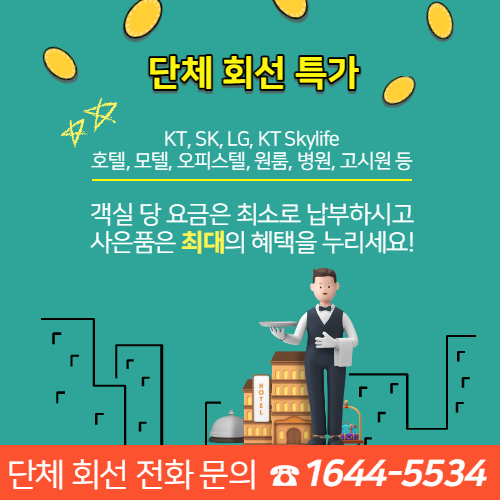 단체 회선 특가
KT, SK, LG, KT Skylife
호텔, 모텔, 오피스텔, 원룸, 병원, 고시원 등
객실 당 요금은 최소로 납부하시고
사은품은 최대의 혜택을 누리세요!
HOTEL
단체 회선 전화 문의 ☎ 1644-5534